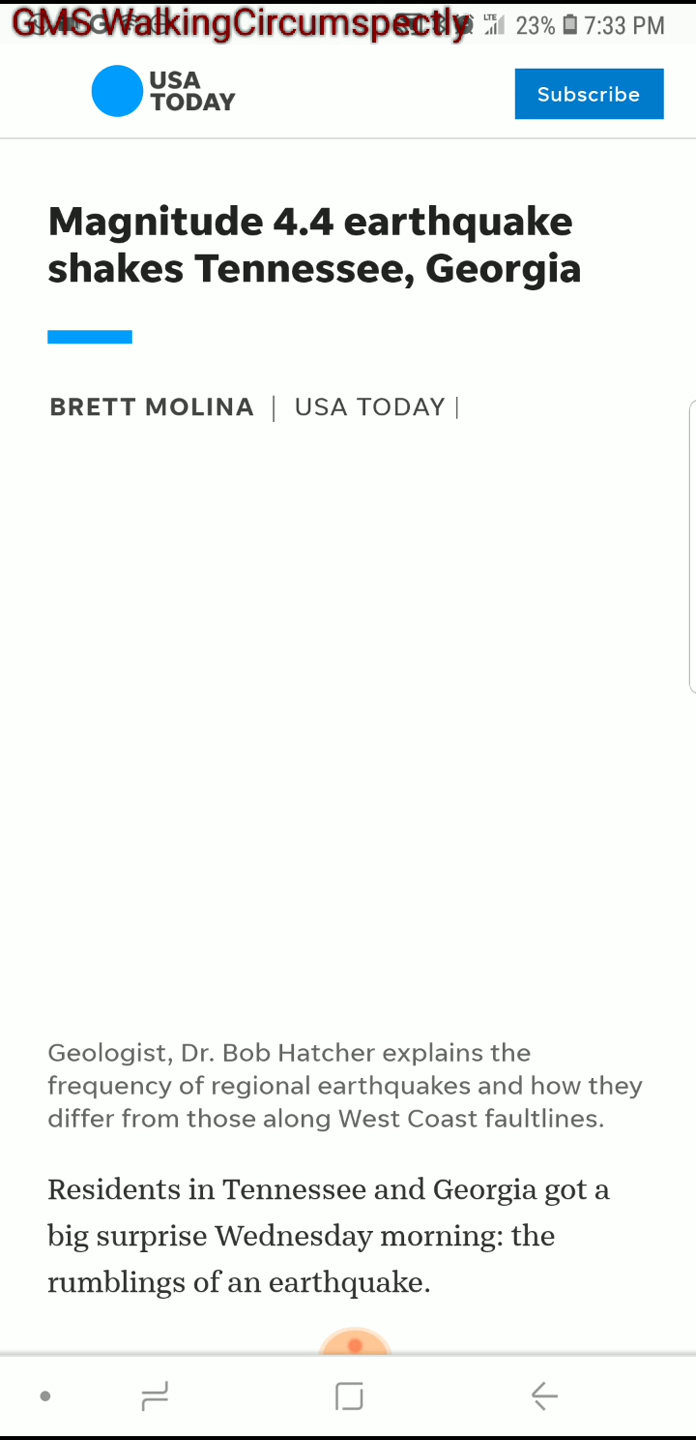 GMS WalkingCircumspectly
LTE 23% 7:33 PM
USA
TODAY
Subscribe
Magnitude 4.4 earthquake
shakes Tennessee, Georgia
BRETT MOLINA | USA TODAY |
Geologist, Dr. Bob Hatcher explains the
frequency of regional earthquakes and how they
differ from those along West Coast faultlines.
Residents in Tennessee and Georgia got a
big surprise Wednesday morning: the
rumblings of an earthquake.